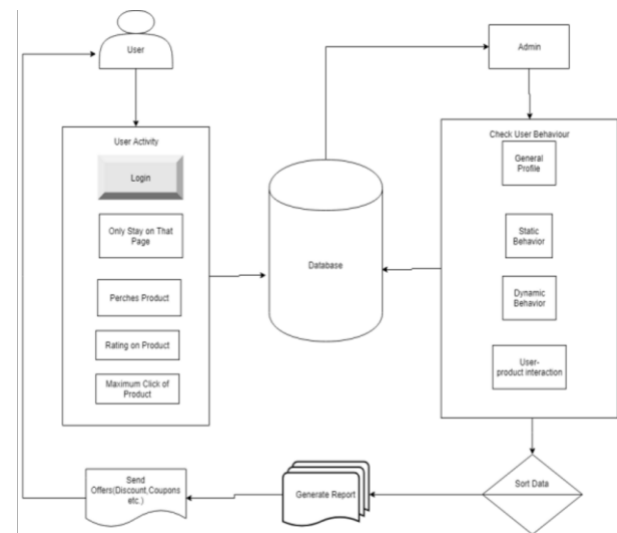 User
Admin
User Activity
Login
Only Stay on That
Page
Perches Product
Rating on Product
Maximum Click of
Product
Database
Check User Behaviour
General
Profile
Static
Behavior
Dynamic
Behavior
User-
product interaction
Sort Data
Generate Report
Send
Offers(Discount,Coupons
etc.)